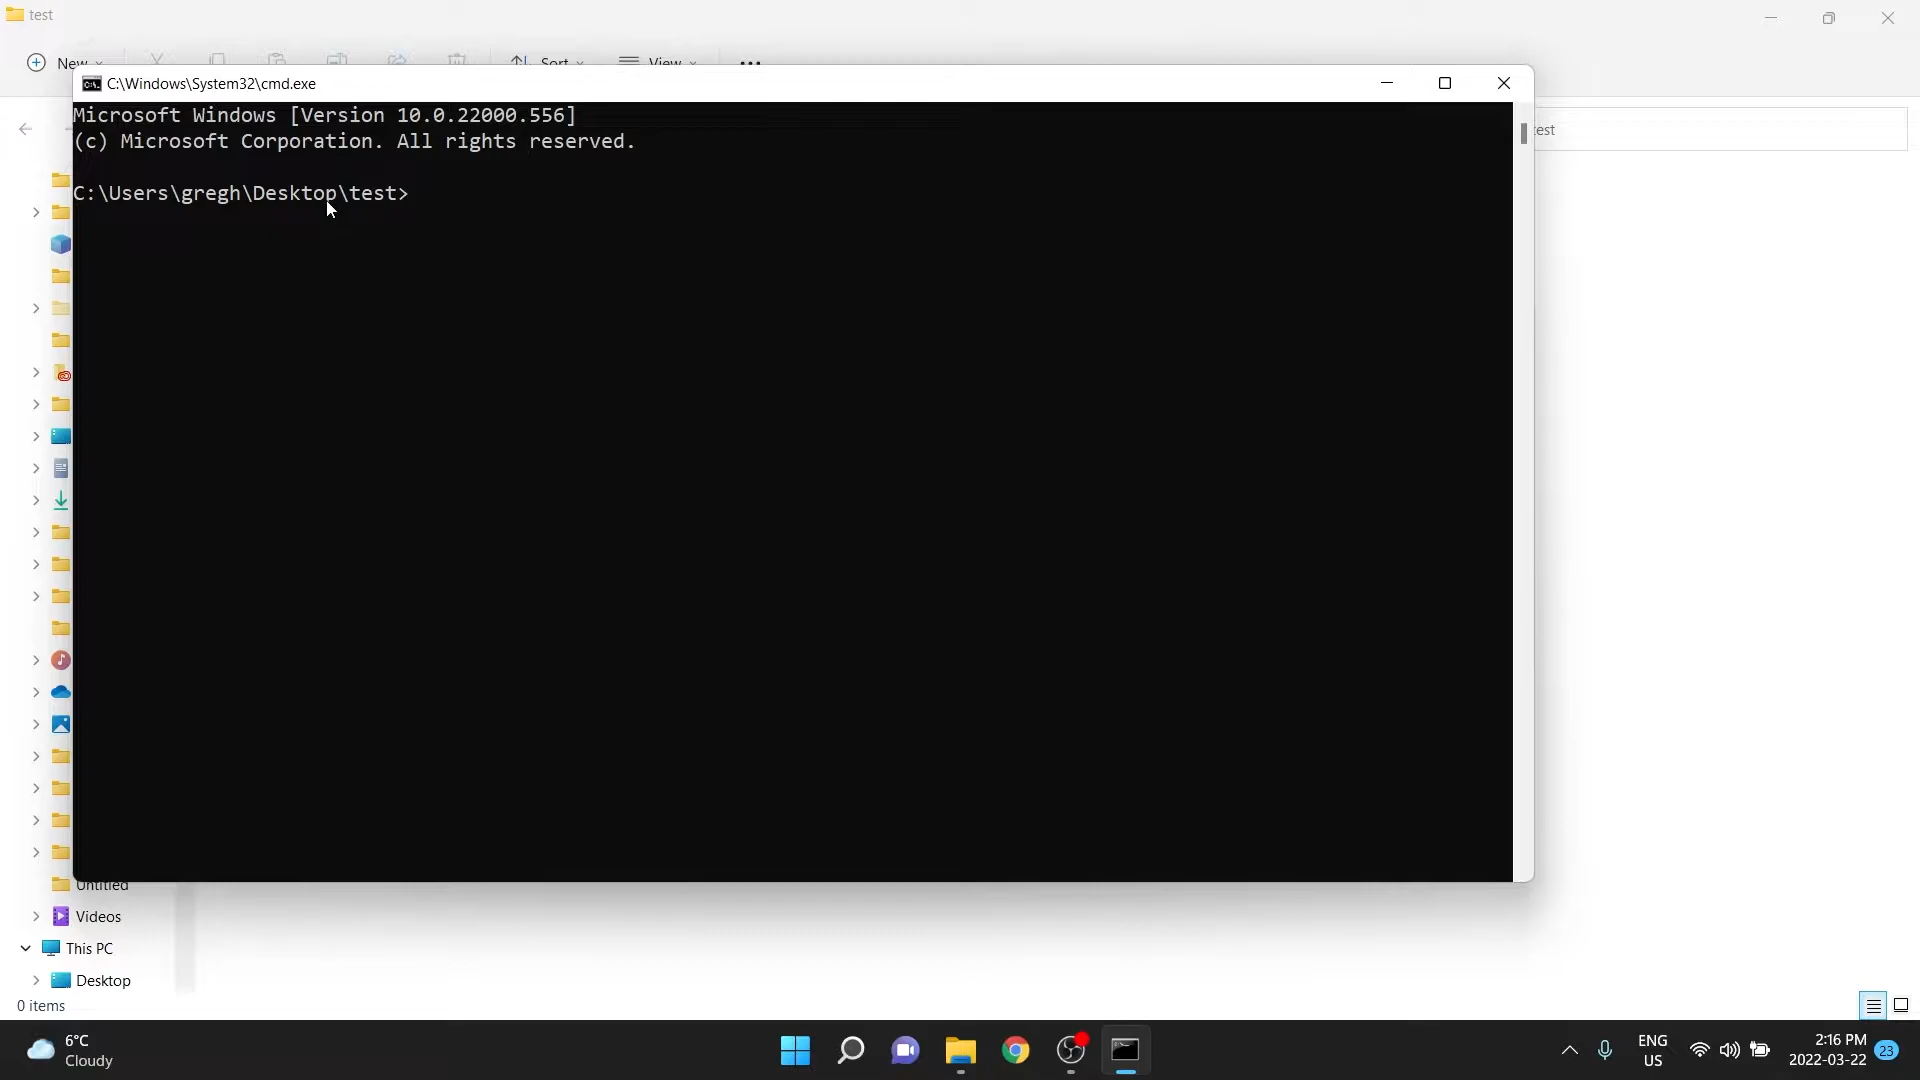 test
New
Sort
View
C:\Windows\System32\cmd.exe
Microsoft Windows [Version 10.0.22000.556]
(c) Microsoft Corporation. All rights reserved.
test
C:\Users\gregh\Desktop\test>
Untitled
Videos
This PC
Desktop
0 items
6°C
Cloudy
ENG
US
2:16 PM
2022-03-22
23